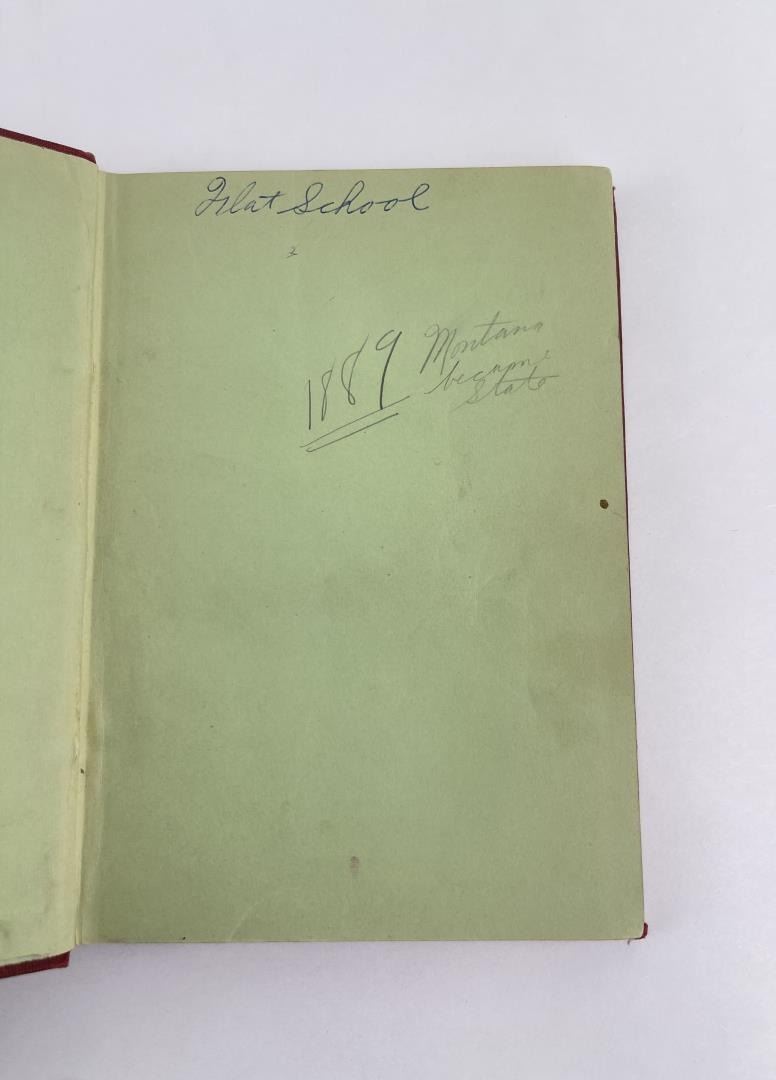 Flat School
1889 Montana
became
State